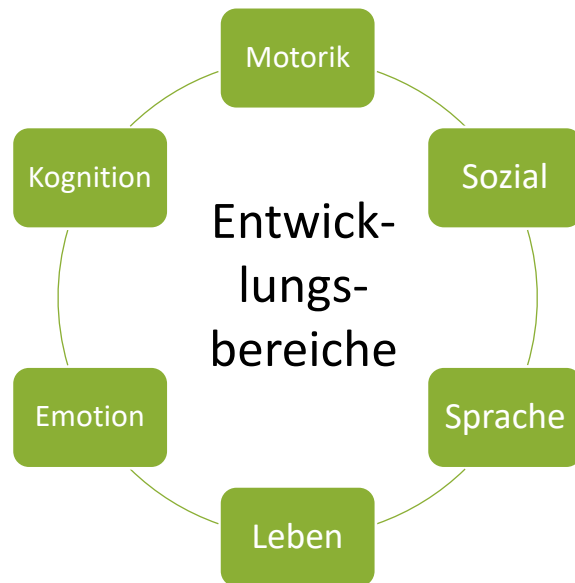 Motorik
Kognition
Sozial
Entwick-
lungs-
bereiche
Emotion
Sprache
Leben